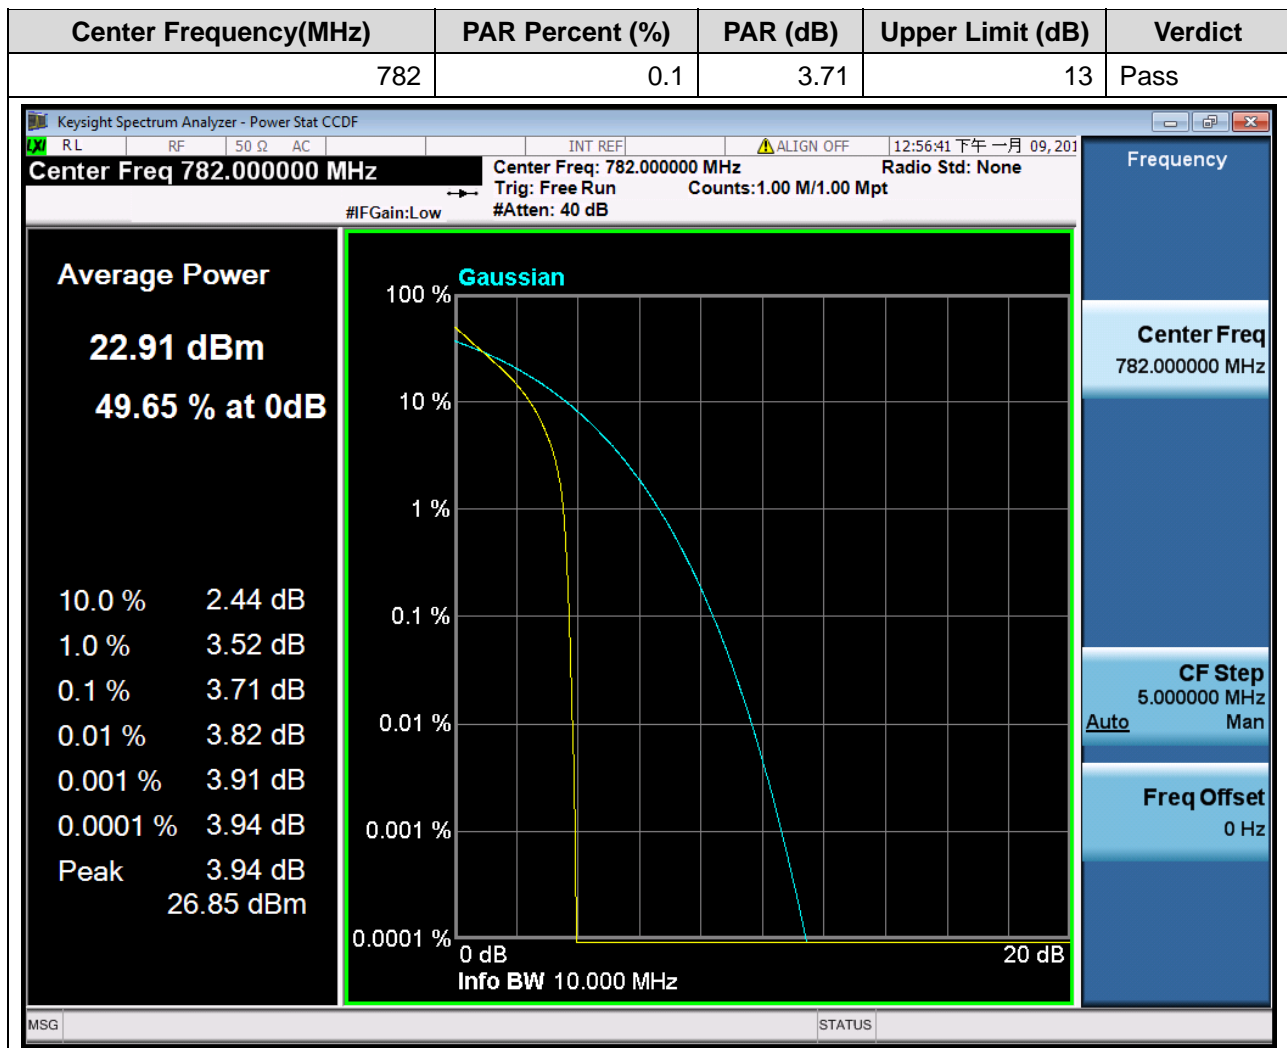 Center Frequency(MHz) PAR Percent (%) PAR (dB) Upper Limit (dB) Verdict
782 0.1 3.71 13 Pass
Keysight Spectrum Analyzer - Power Stat CCDF
LXI RL RF 50 Ω AC INT REF ALIGN OFF 12:56:41 下午 一月 09, 201
Center Freq 782.000000 MHz
Center Freq: 782.000000 MHz Radio Std: None
Trig: Free Run Counts:1.00 M/1.00 Mpt
#IFGain:Low #Atten: 40 dB
Average Power
22.91 dBm
49.65 % at 0dB
10.0 % 2.44 dB
1.0 % 3.52 dB
0.1 % 3.71 dB
0.01 % 3.82 dB
0.001 % 3.91 dB
0.0001 % 3.94 dB
Peak 3.94 dB
26.85 dBm
Gaussian
100 %
10 %
1 %
0.1 %
0.01 %
0.001 %
0.0001 %
0 dB 20 dB
Info BW 10.000 MHz
Frequency
Center Freq
782.000000 MHz
CF Step
5.000000 MHz
Auto Man
Freq Offset
0 Hz
MSG STATUS